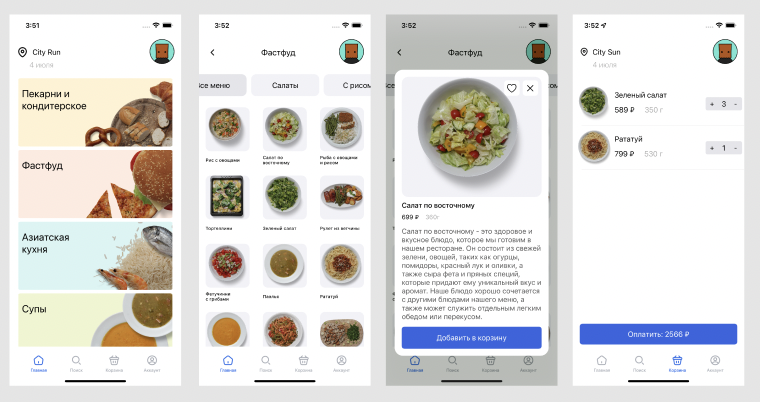 3:51
City Run
4 июля
Пекарни и
кондитерское
Фастфуд
Азиатская
кухня
Супы
Главная
Поиск
Корзина
Аккаунт
3:52
Фастфуд
Все меню
Салаты
С рисом
Рис с овощами
Салат по
восточному
Рыба с овощами
и рисом
Тортеллини
Зеленый салат
Рулет из ветчины
Фетучинни
с грибами
Паэлья
Рататуй
Главная
Поиск
Корзина
Аккаунт
3:52
Фастфуд
Салат по восточному
699 ₽ 360г
Салат по восточному - это здоровое и
вкусное блюдо, которое мы готовим в
нашем ресторане. Он состоит из свежей
зелени, овощей, таких как огурцы,
помидоры, красный лук и оливки, а
также сыра фета и пряных специй,
которые придают ему уникальный вкус и
аромат. Наше блюдо хорошо сочетается
с другими блюдами нашего меню, а
также может служить отдельным легким
обедом или перекусом.
Добавить в корзину
Главная
Поиск
Корзина
Аккаунт
3:52
City Sun
4 июля
Зеленый салат
589 ₽ 350 г
+ 3 -
Рататуй
799 ₽ 530 г
+ 1 -
Оплатить: 2566 ₽
Главная
Поиск
Корзина
Аккаунт